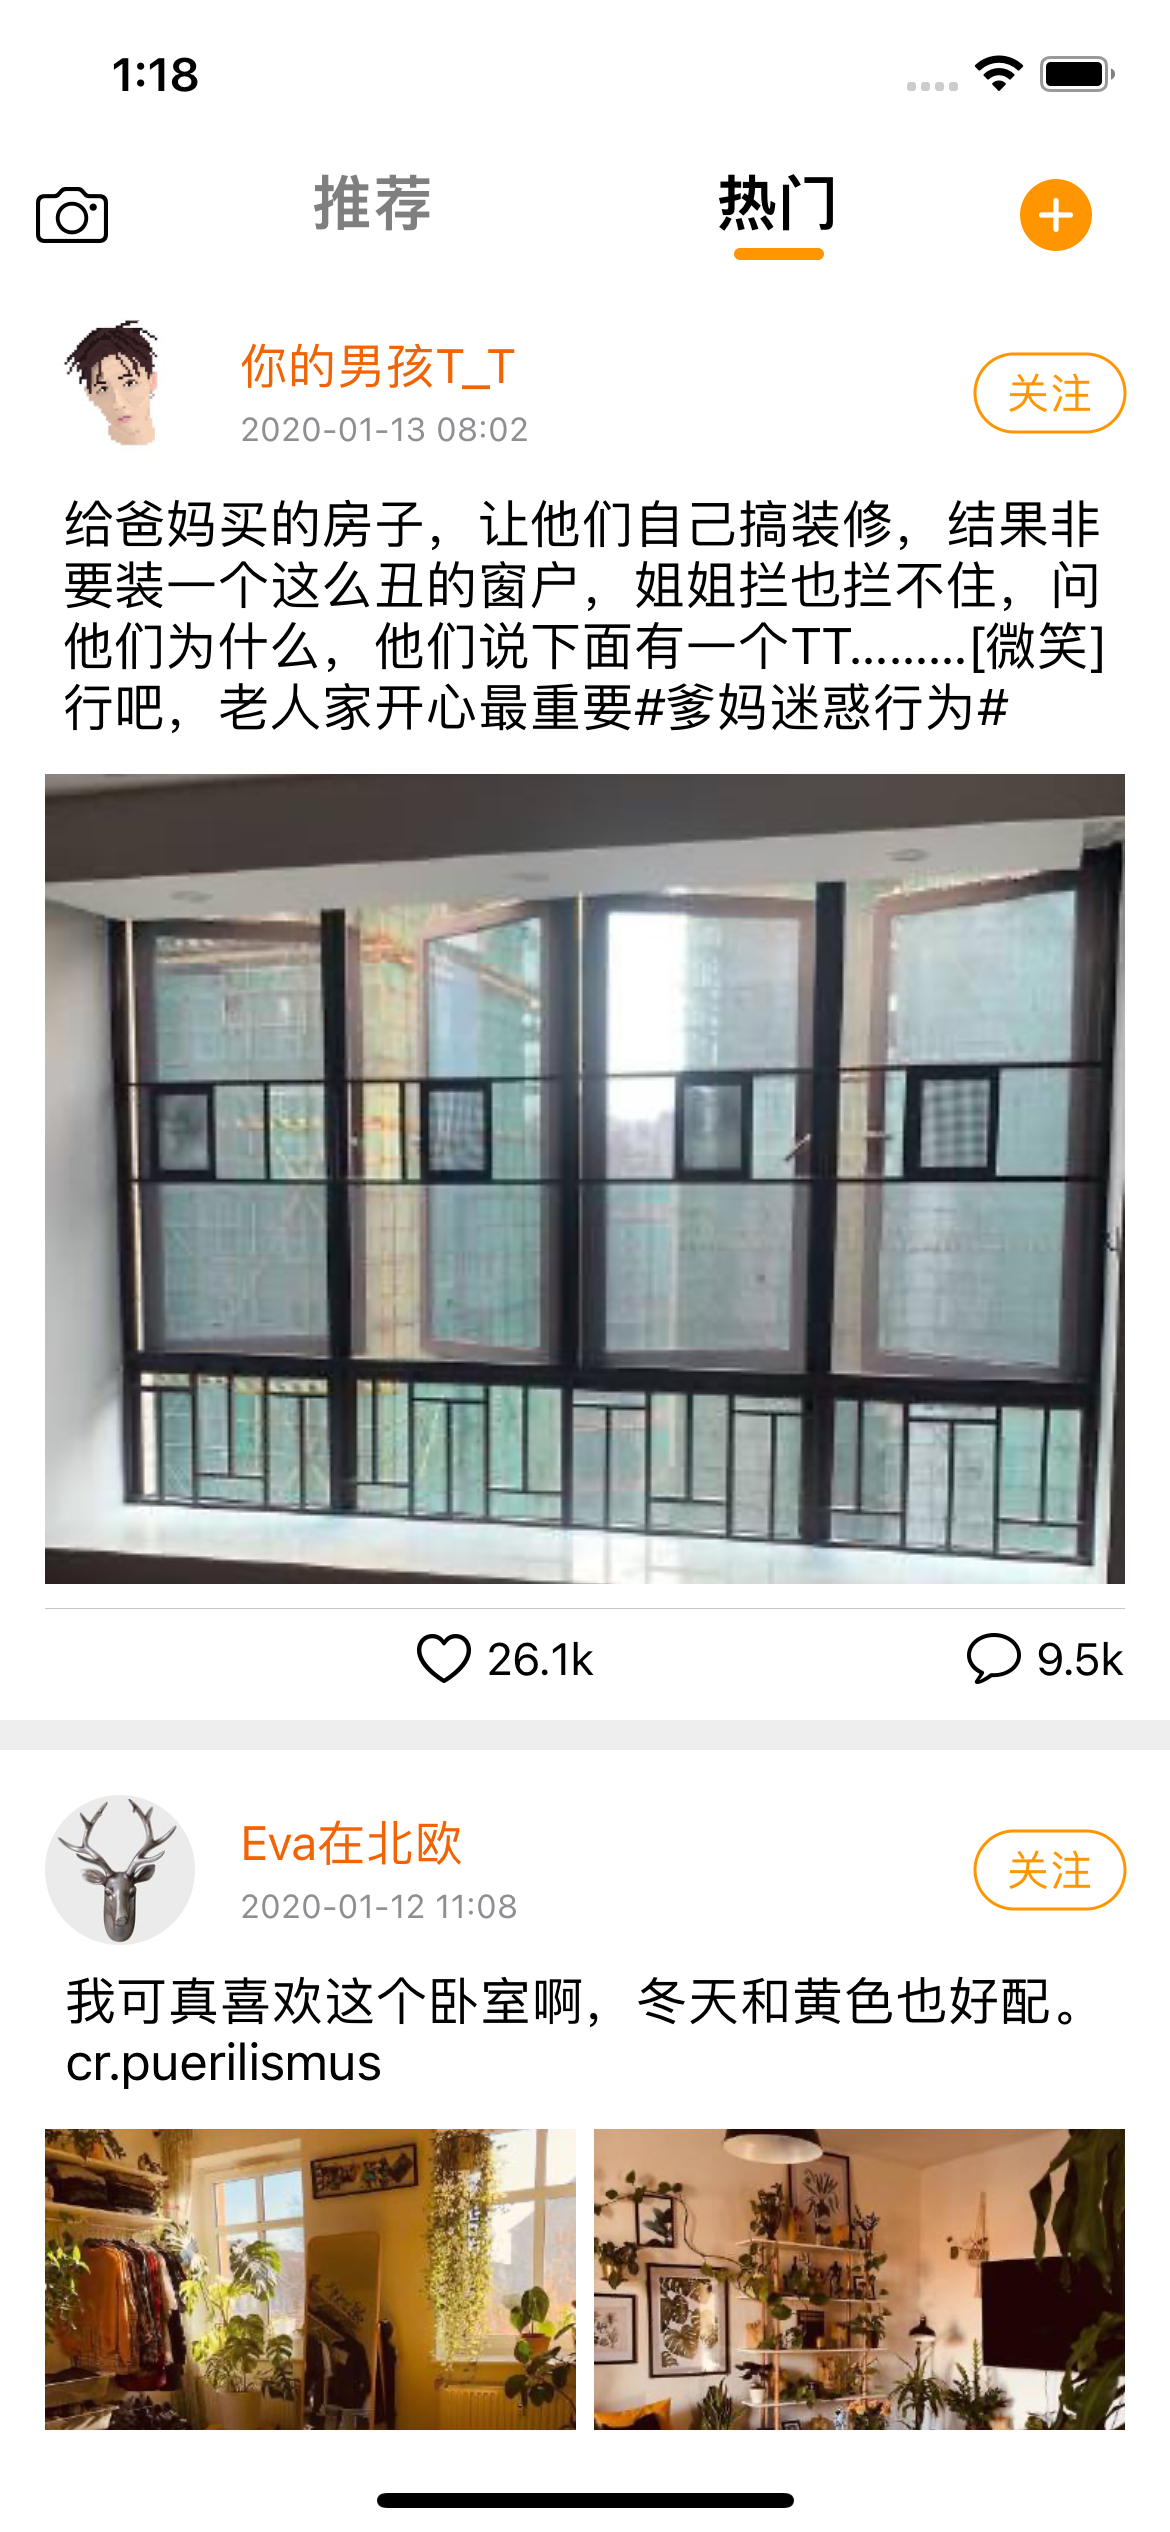 1:18
推荐
热门
你的男孩T_T
2020-01-13 08:02
关注
给爸妈买的房子，让他们自己搞装修，结果非
要装一个这么丑的窗户，姐姐拦也拦不住，问
他们为什么，他们说下面有一个TT.........[微笑]
行吧，老人家开心最重要#爹妈迷惑行为#
26.1k
9.5k
Eva在北欧
2020-01-12 11:08
关注
我可真喜欢这个卧室啊，冬天和黄色也好配。
cr.puerilismus